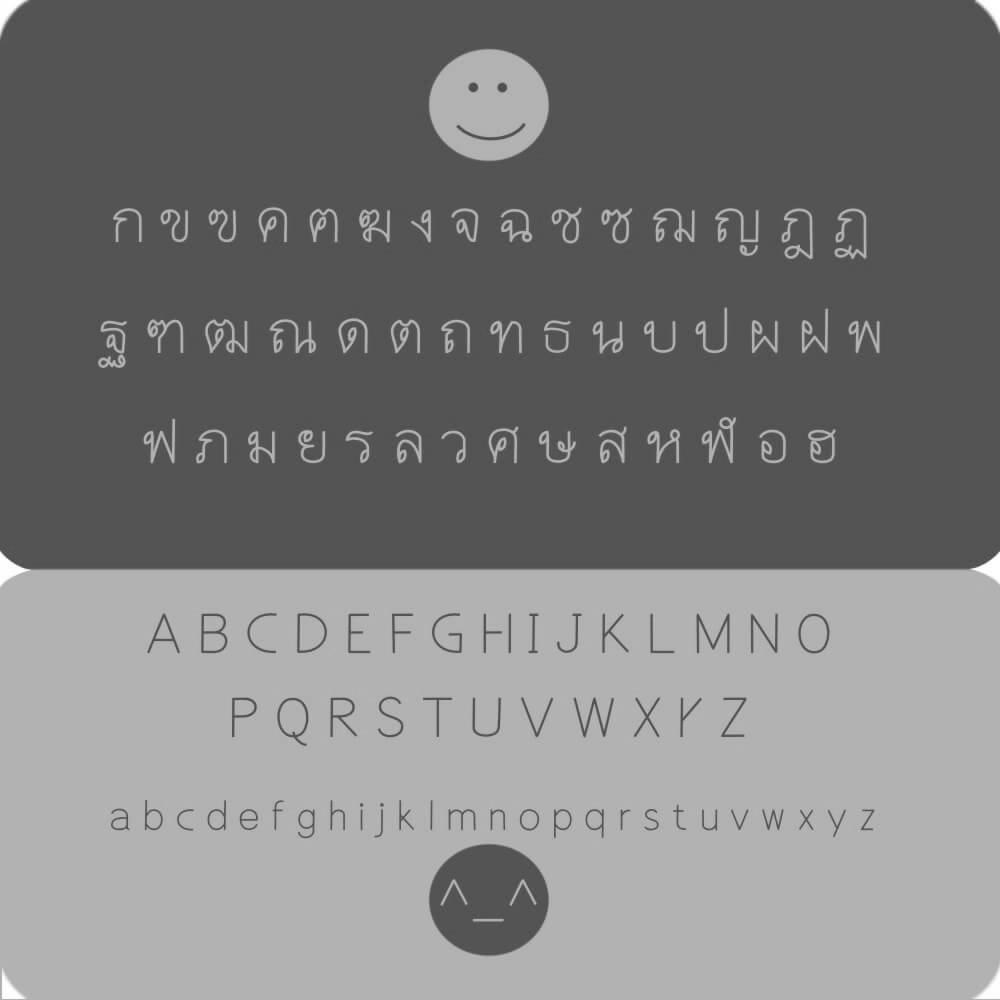 ก ข ฃ ค ฅ ฆ ง จ ฉ ช ซ ฌ ญ ฎ ฏ
ฐ ฑ ฒ ณ ด ต ถ ท ธ น บ ป ผ ฝ พ
ฟ ภ ม ย ร ล ว ศ ษ ส ห ฬ อ ฮ
A B C D E F G H I J K L M N O
P Q R S T U V W X Y Z
a b c d e f g h i j k l m n o p q r s t u v w x y z
^_^